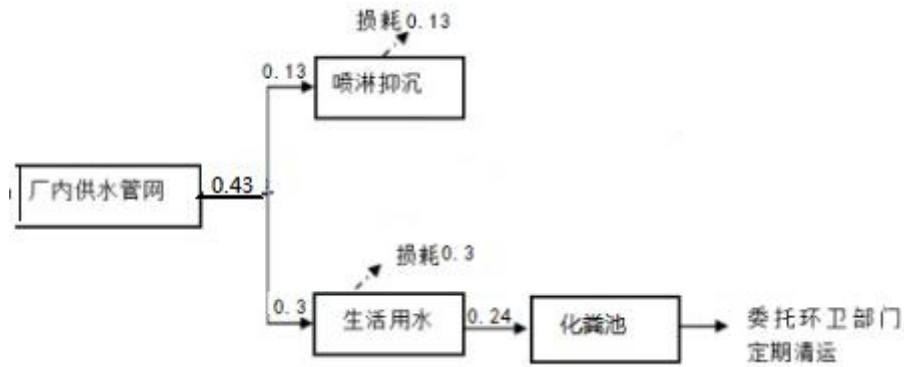 损耗0.13
0.13
喷淋抑沉
厂内供水管网
0.43
损耗0.3
0.3
生活用水
0.24
化粪池
委托环卫部门
定期清运